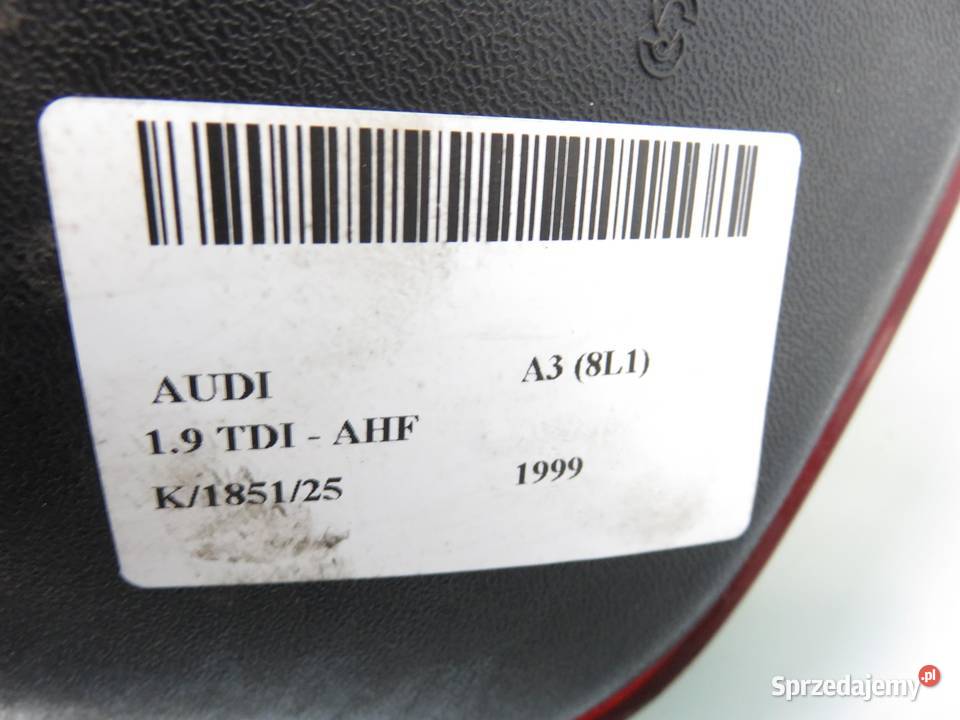 AUDI A3 (8L1)
1.9 TDI - AHF
K/1851/25 1999
Sprzedajemy.pl